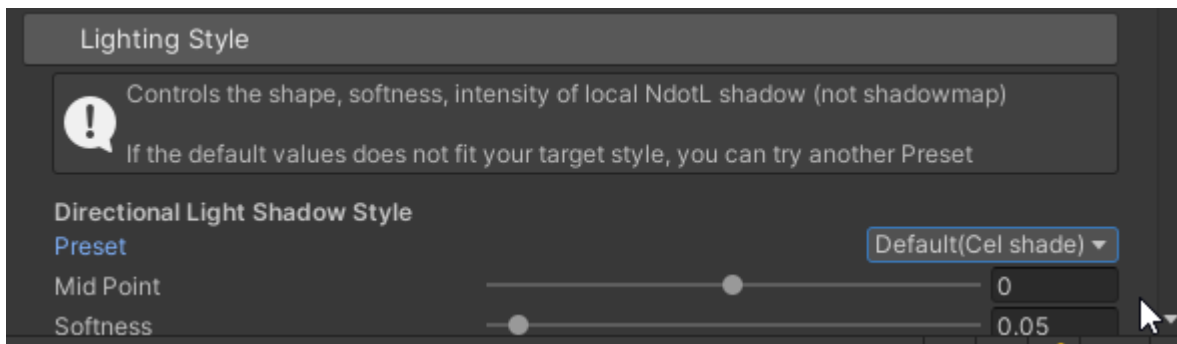 Lighting Style
Controls the shape, softness, intensity of local NdotL shadow (not shadowmap)
If the default values does not fit your target style, you can try another Preset
Directional Light Shadow Style
Preset Default(Cel shade)
Mid Point 0
Softness 0.05